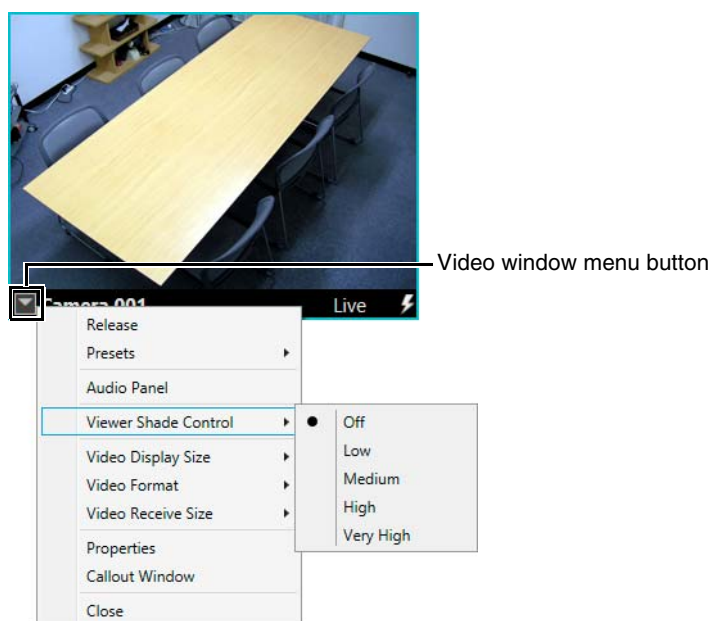 Video window menu button
Camera 001 Live
Release
Presets
Audio Panel
Viewer Shade Control
Off
Low
Medium
High
Very High
Video Display Size
Video Format
Video Receive Size
Properties
Callout Window
Close